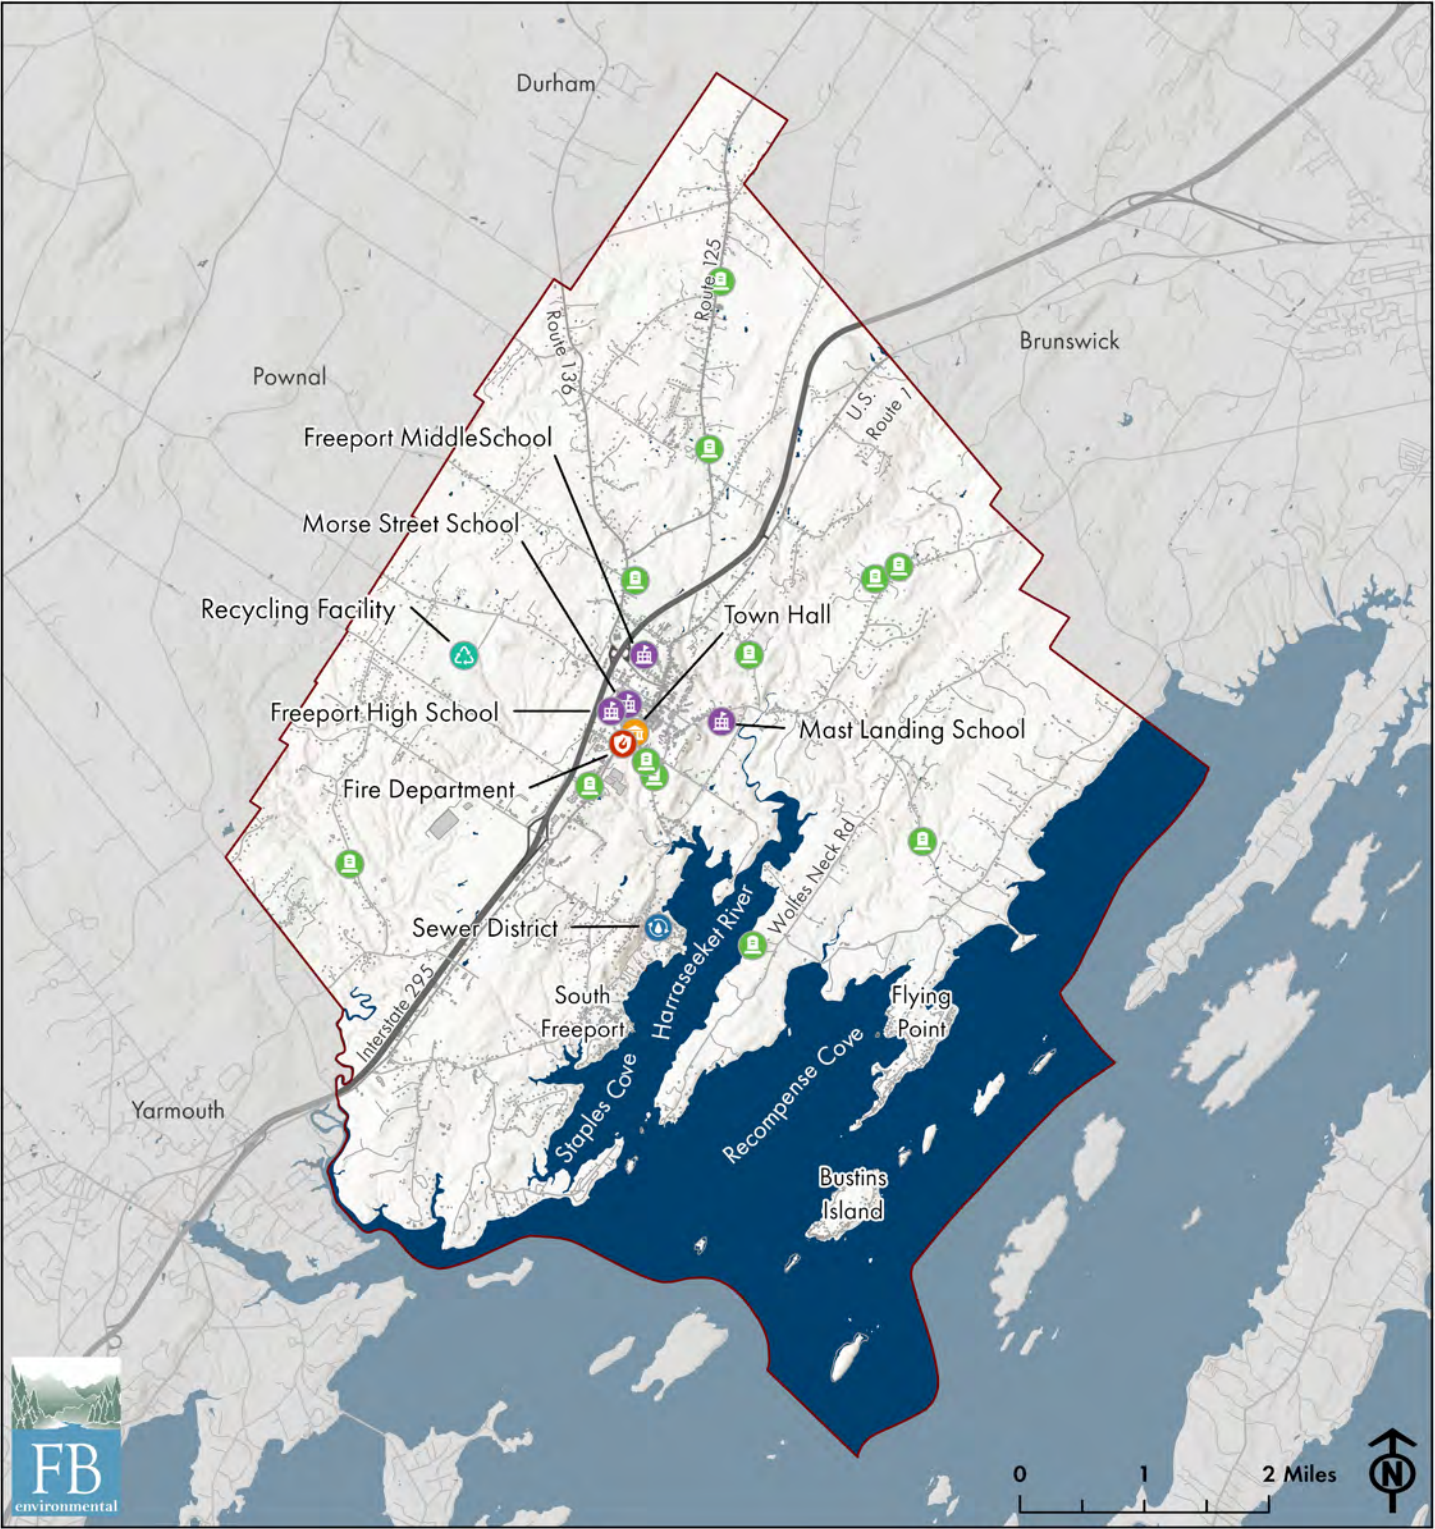 Durham
Route 125
Brunswick
Route 136
Pownal
U.S.
Route 1
Freeport MiddleSchool
Morse Street School
Recycling Facility
Town Hall
Freeport High School
Mast Landing School
Fire Department
Wolfes Neck Rd
Sewer District
Harraseeket River
Interstate 295
South
Freeport
Flying
Point
Staples Cove
Recompense Cove
Yarmouth
Bustins
Island
FB
environmental
0 1 2 Miles
N